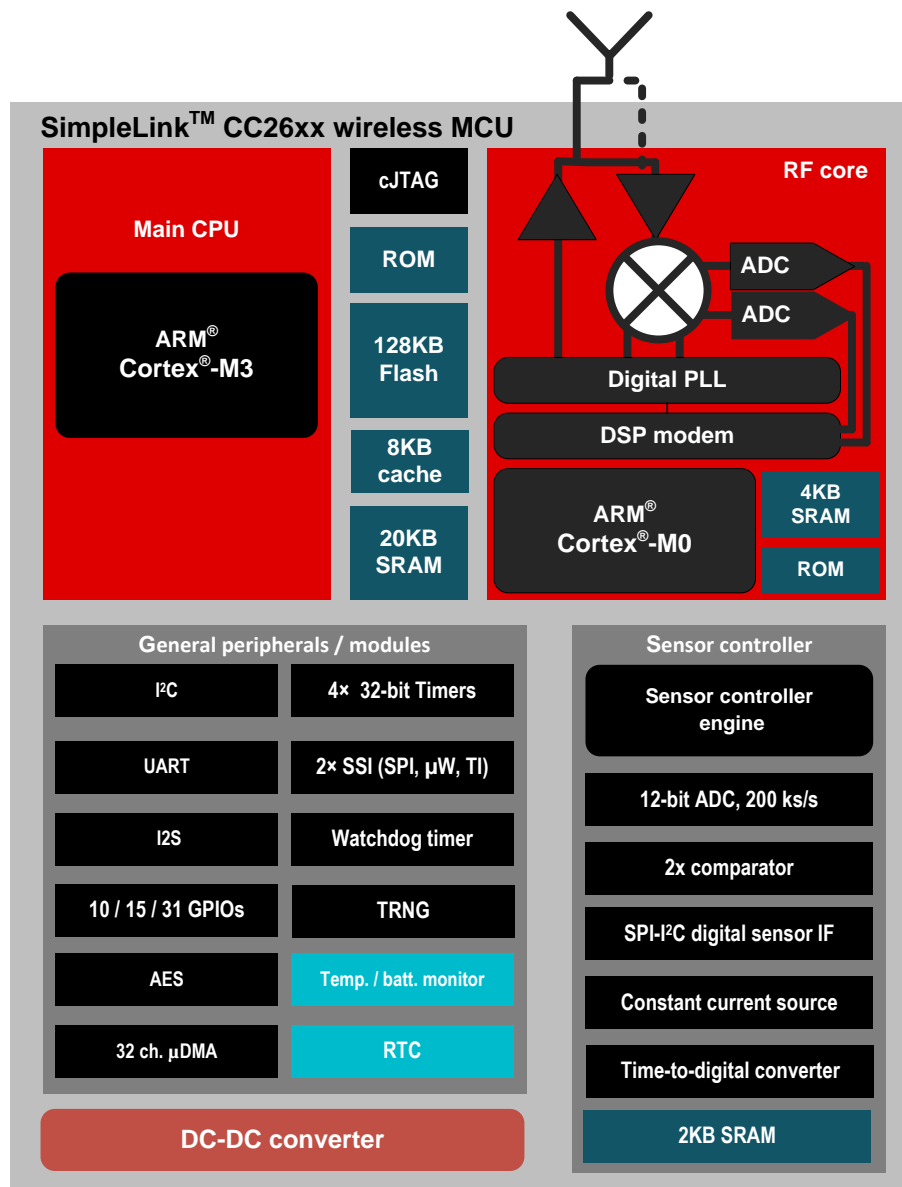 SimpleLink™ CC26xx wireless MCU
Main CPU
ARM®
Cortex®-M3
cJTAG
ROM
128KB
Flash
8KB
cache
20KB
SRAM
RF core
ADC
ADC
Digital PLL
DSP modem
ARM®
Cortex®-M0
4KB
SRAM
ROM
General peripherals / modules
I²C
4× 32-bit Timers
UART
2× SSI (SPI, µW, TI)
I2S
Watchdog timer
10 / 15 / 31 GPIOs
TRNG
AES
Temp. / batt. monitor
32 ch. µDMA
RTC
DC-DC converter
Sensor controller
Sensor controller
engine
12-bit ADC, 200 ks/s
2x comparator
SPI-I²C digital sensor IF
Constant current source
Time-to-digital converter
2KB SRAM